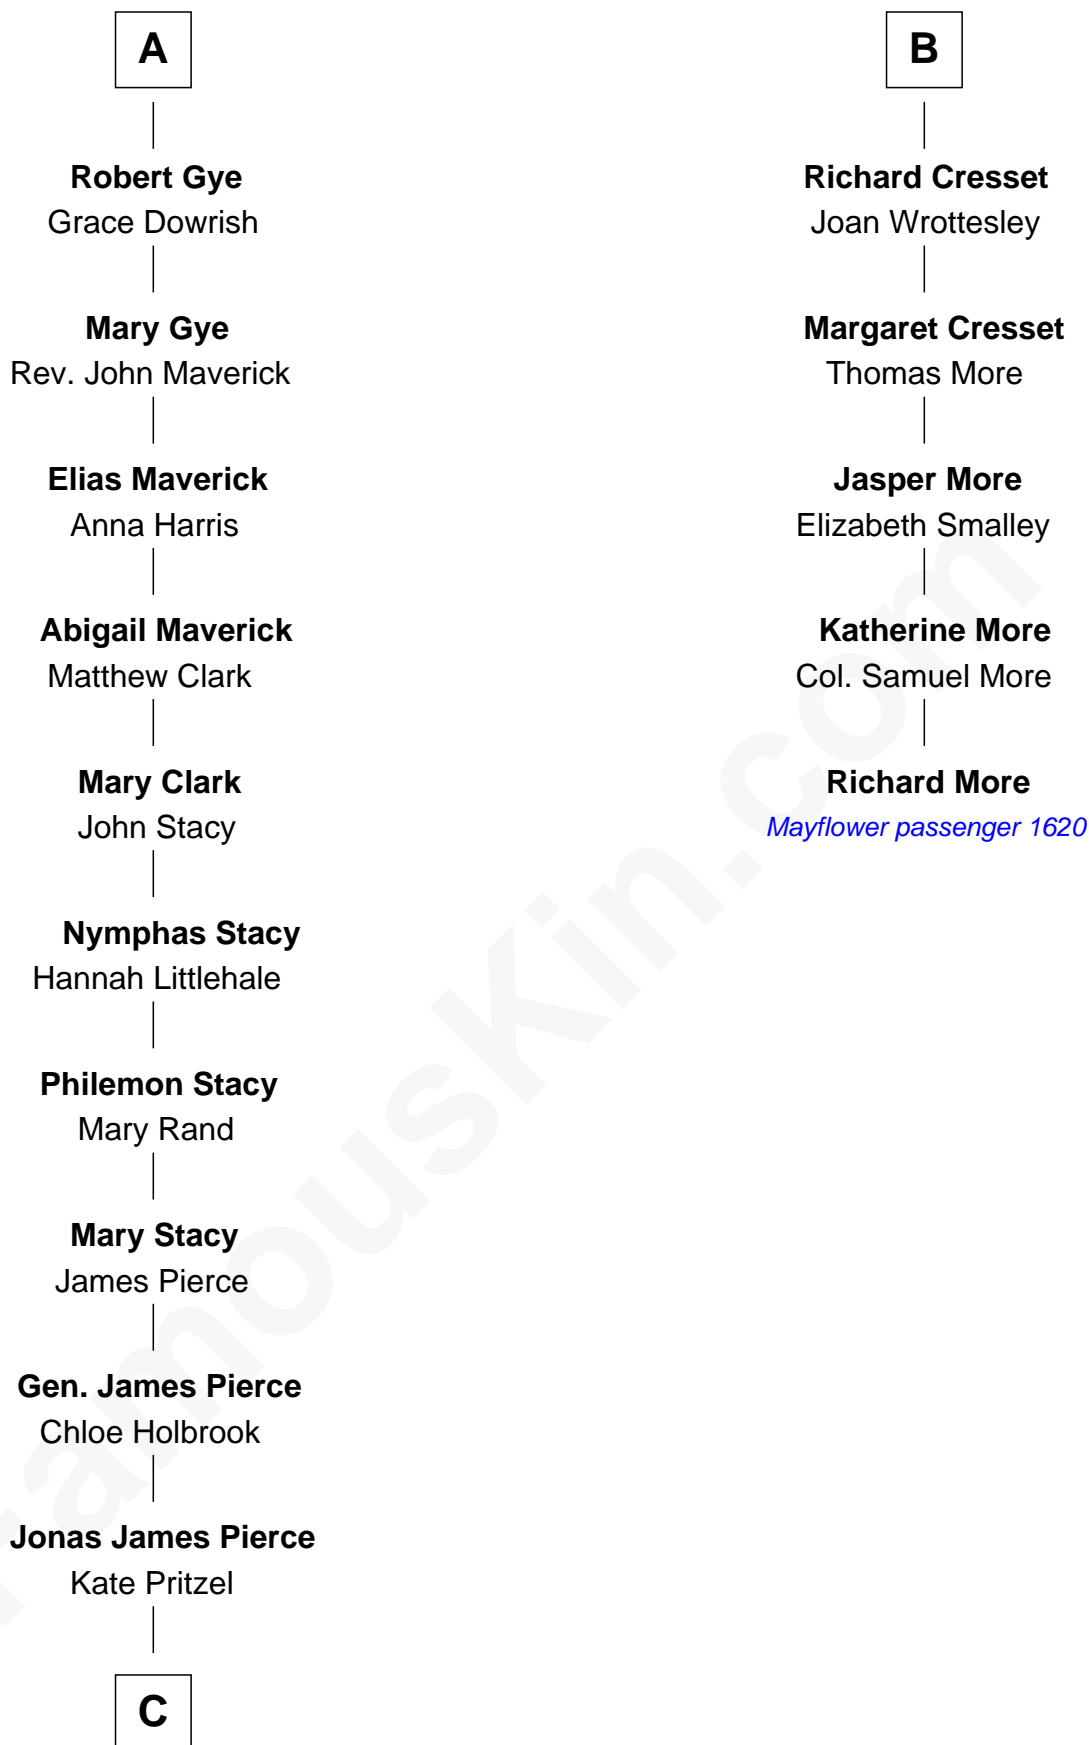 A
Robert Gye
Grace Dowrish
Mary Gye
Rev. John Maverick
Elias Maverick
Anna Harris
Abigail Maverick
Matthew Clark
Mary Clark
John Stacy
Nymphas Stacy
Hannah Littlehale
Philemon Stacy
Mary Rand
Mary Stacy
James Pierce
Gen. James Pierce
Chloe Holbrook
Jonas James Pierce
Kate Pritzel
C
B
Richard Cresset
Joan Wrottesley
Margaret Cresset
Thomas More
Jasper More
Elizabeth Smalley
Katherine More
Col. Samuel More
Richard More
Mayflower passenger 1620
FamousKin.com